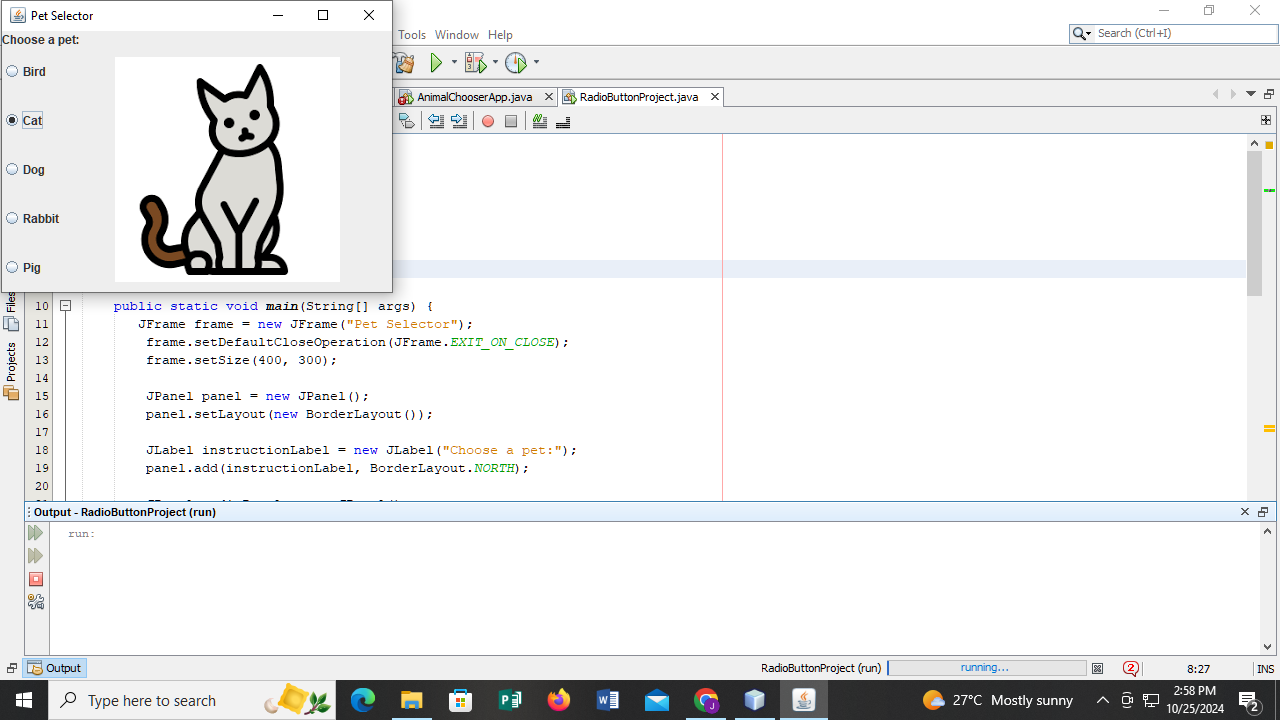 Pet Selector
Choose a pet:
Bird
Cat
Dog
Rabbit
Pig
Tools Window Help
Search (Ctrl+I)
AnimalChooserApp.java
RadioButtonProject.java
Files
Projects
10 public static void main(String[] args) {
11 JFrame frame = new JFrame("Pet Selector");
12 frame.setDefaultCloseOperation(JFrame.EXIT_ON_CLOSE);
13 frame.setSize(400, 300);
14
15 JPanel panel = new JPanel();
16 panel.setLayout(new BorderLayout());
17
18 JLabel instructionLabel = new JLabel("Choose a pet:");
19 panel.add(instructionLabel, BorderLayout.NORTH);
20
Output - RadioButtonProject (run)
run:
Output
RadioButtonProject (run)
running...
2
8:27
INS
Type here to search
27°C Mostly sunny
2:58 PM
10/25/2024
2